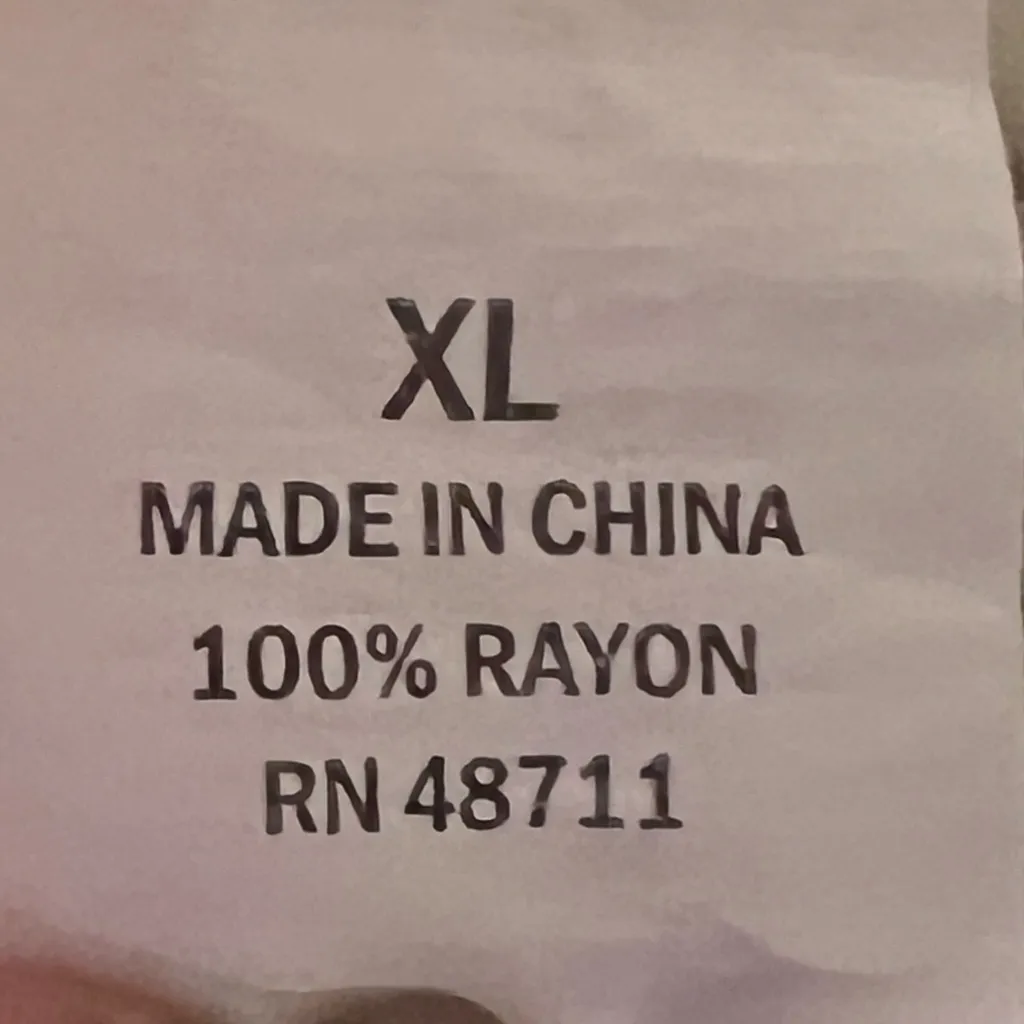 XL
MADE IN CHINA
100% RAYON
RN 48711